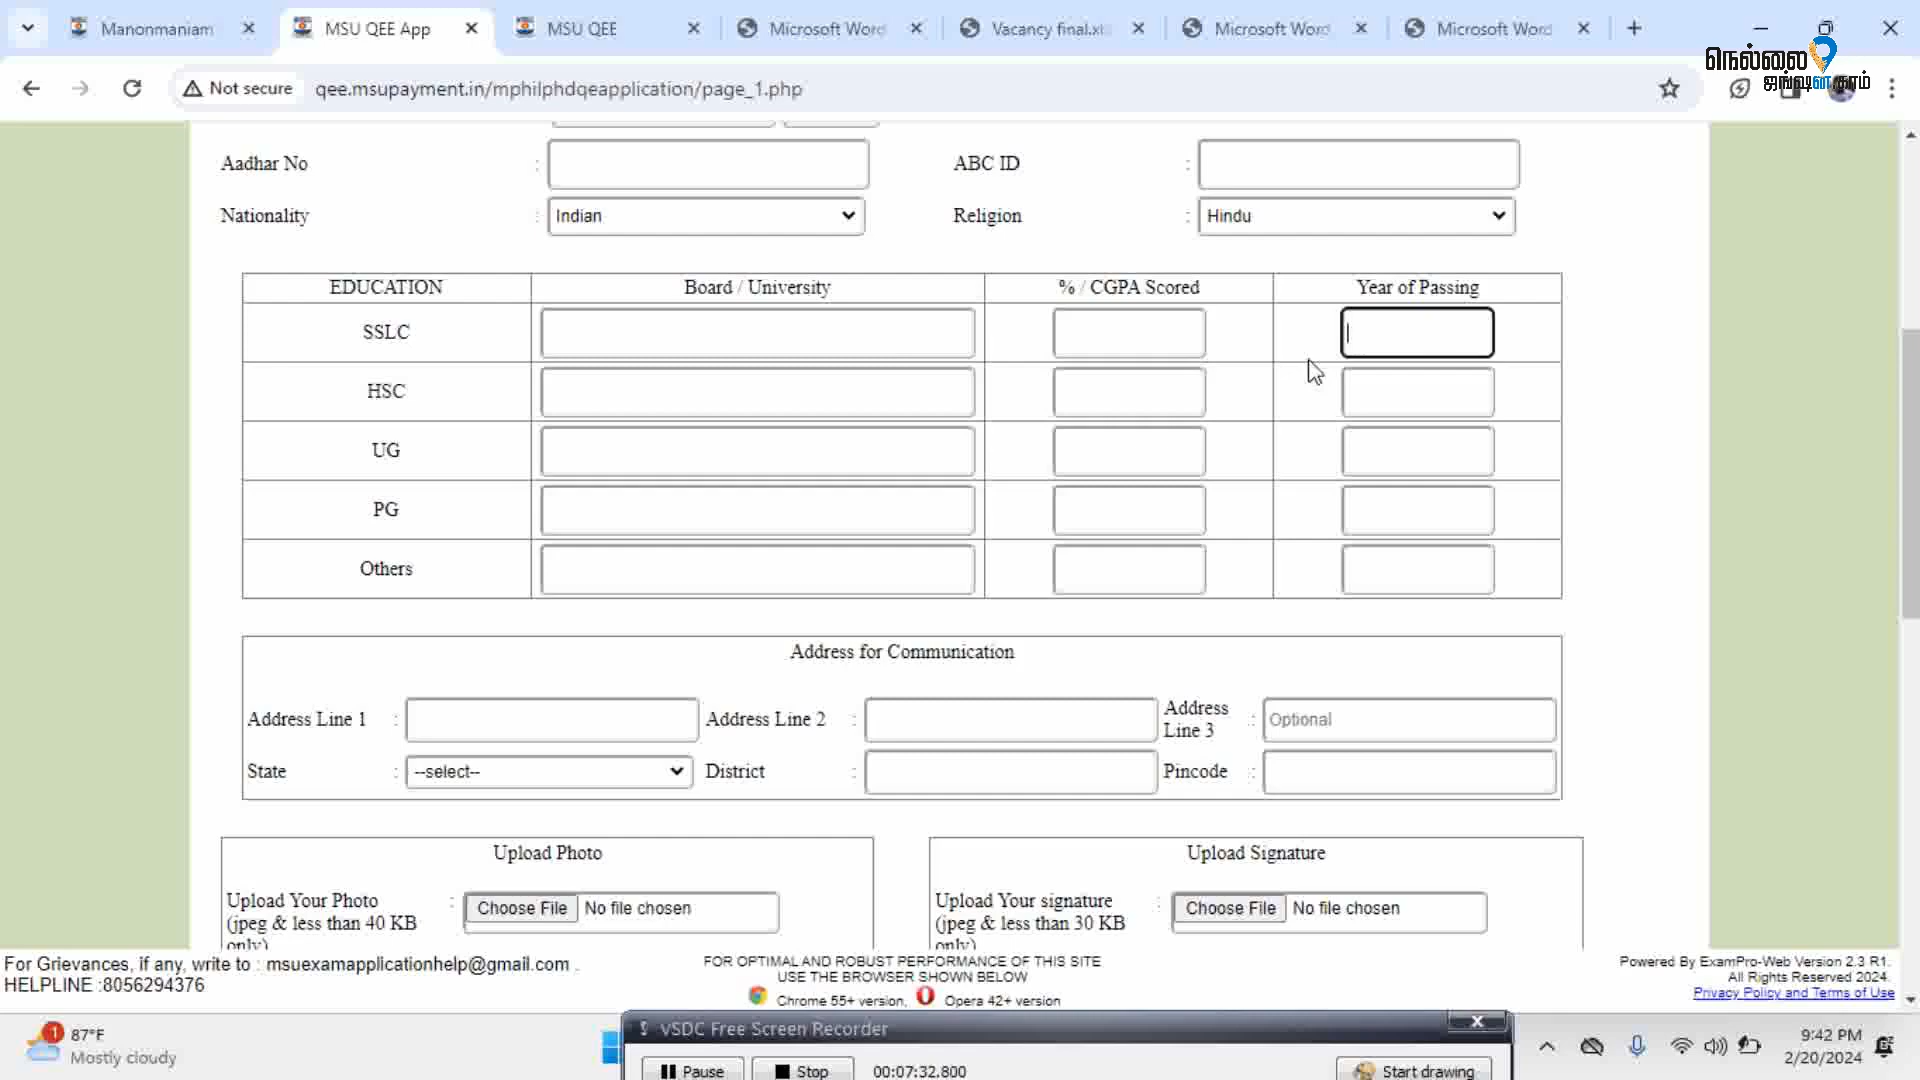 Manonmaniam
MSU QEE App
MSU QEE
Microsoft Word
Vacancy final.xl
Microsoft Word
Microsoft Word
நெல்லை
ஜங்ஷன்.காம்
Not secure
qee.msupayment.in/mphilphdqeapplication/page_1.php
Aadhar No :
ABC ID :
Nationality : Indian
Religion : Hindu
EDUCATION Board / University % / CGPA Scored Year of Passing
SSLC
HSC
UG
PG
Others
Address for Communication
Address Line 1 : Address Line 2 : Address
Line 3 : Optional
State : --select-- District : Pincode :
Upload Photo
Upload Your Photo :
(jpeg & less than 40 KB
only)
Choose File No file chosen
Upload Signature
Upload Your signature :
(jpeg & less than 30 KB
only)
Choose File No file chosen
For Grievances, if any, write to : msuexamapplicationhelp@gmail.com .
HELPLINE :8056294376
FOR OPTIMAL AND ROBUST PERFORMANCE OF THIS SITE
USE THE BROWSER SHOWN BELOW
Chrome 55+ version, Opera 42+ version
Powered By ExamPro-Web Version 2.3 R1.
All Rights Reserved 2024.
Privacy Policy and Terms of Use
1
87°F
Mostly cloudy
VSDC Free Screen Recorder
Pause Stop 00:07:32.800 Start drawing
9:42 PM
2/20/2024